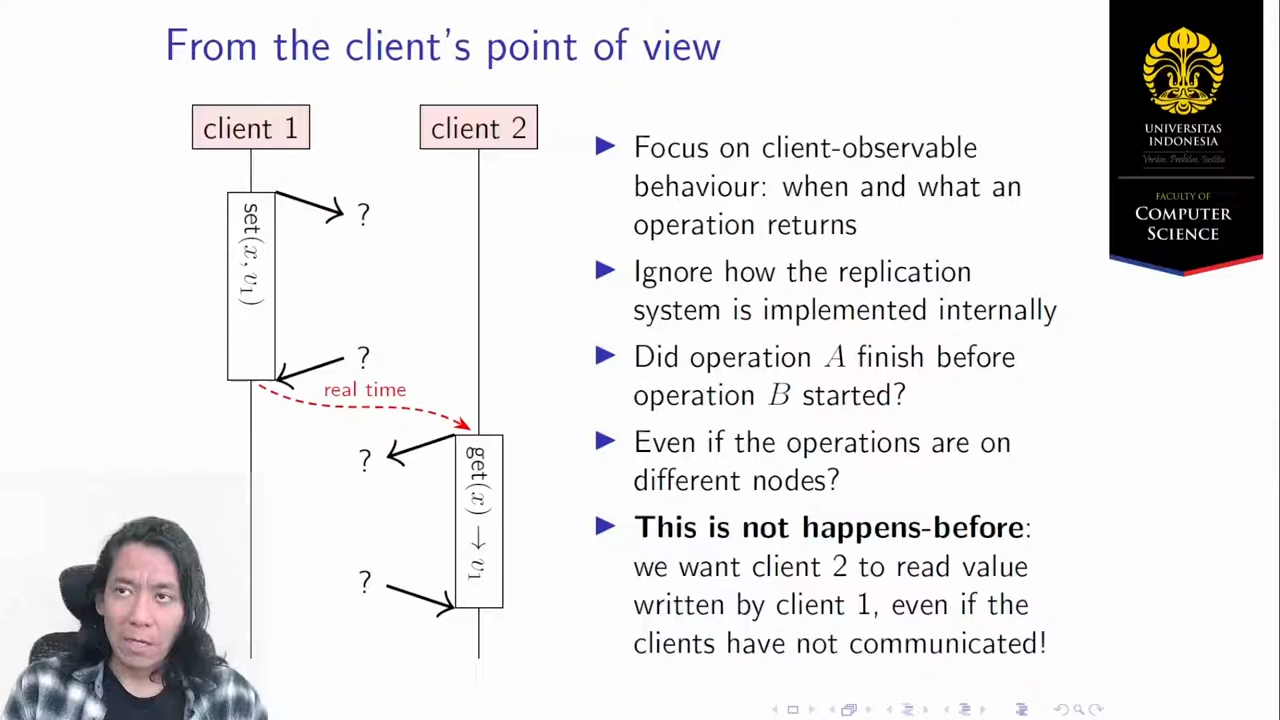 From the client's point of view
client 1
client 2
set(x, v₁)
?
?
real time
?
get(x) → v₁
?
▶ Focus on client-observable
behaviour: when and what an
operation returns
▶ Ignore how the replication
system is implemented internally
▶ Did operation A finish before
operation B started?
▶ Even if the operations are on
different nodes?
▶ This is not happens-before:
we want client 2 to read value
written by client 1, even if the
clients have not communicated!
UNIVERSITAS
INDONESIA
Veritas, Probitas, Iustitia
FACULTY OF
COMPUTER
SCIENCE